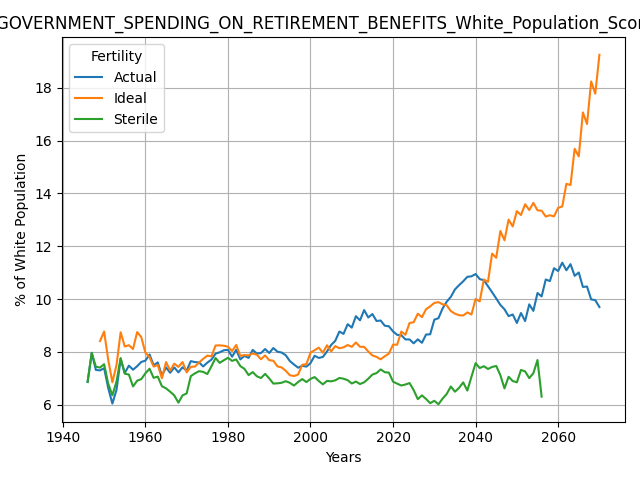 GOVERNMENT_SPENDING_ON_RETIREMENT_BENEFITS_White_Population_Scor
Fertility
Actual
Ideal
Sterile
% of White Population
18
16
14
12
10
8
6
1940
1960
1980
2000
2020
2040
2060
Years